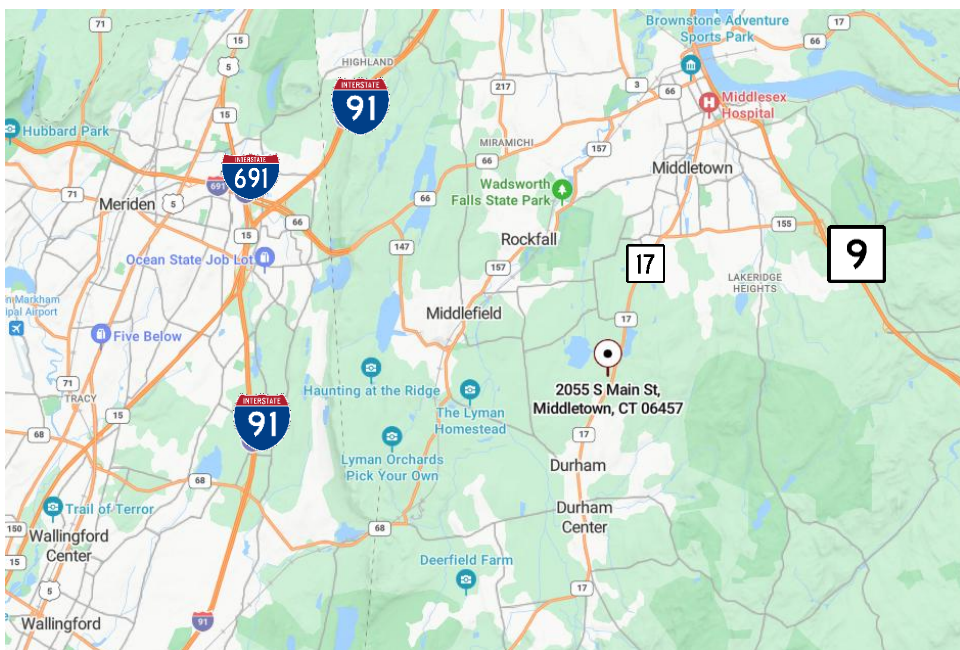 71
15
5
HIGHLAND
INTERSTATE
91
217
3
66
Brownstone Adventure
Sports Park
66
Middlesex
Hospital
Hubbard Park
MIRAMICHI
157
66
INTERSTATE
691
691
Middletown
Wadsworth
Falls State Park
71
Meriden
5
66
66
15
Rockfall
155
147
17
9
Ocean State Job Lot
157
LAKERIDGE
HEIGHTS
Markham
Airport
Middlefield
17
Five Below
Haunting at the Ridge
2055 S Main St,
Middletown, CT 06457
71
TRACY
The Lyman
Homestead
15
INTERSTATE
91
68
17
Lyman Orchards
Pick Your Own
Durham
68
Trail of Terror
Durham
Center
150
Wallingford
Center
68
15
Deerfield Farm
5
17
Wallingford
91